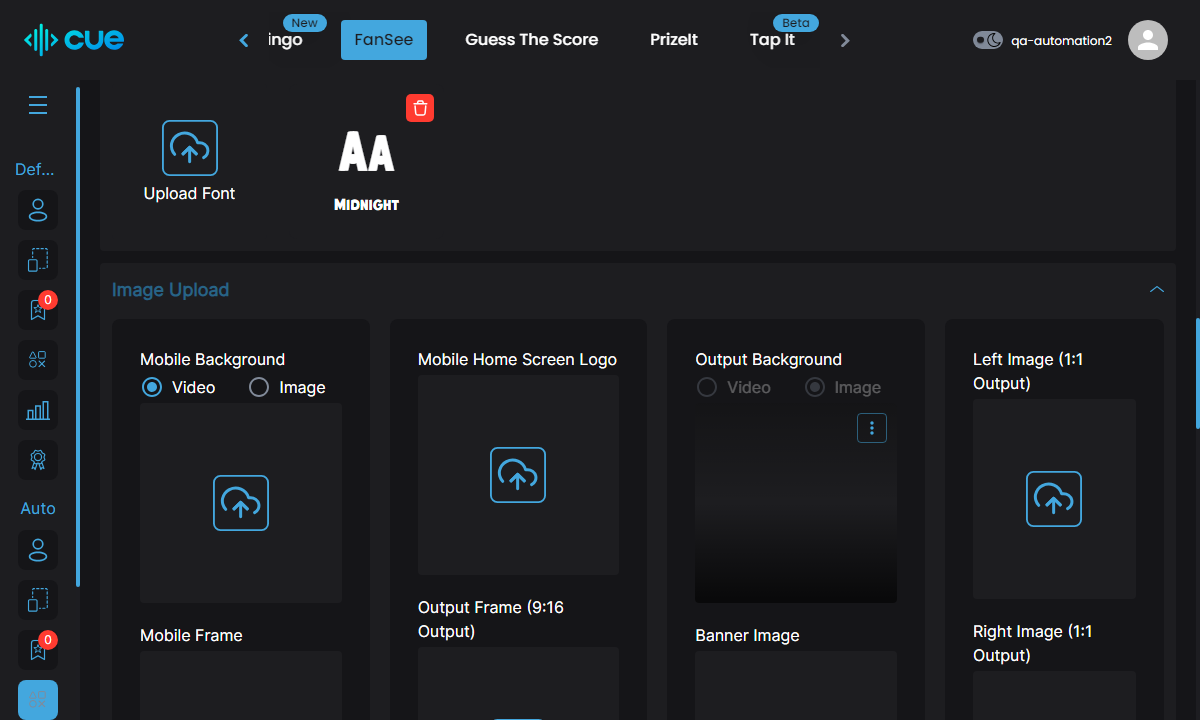 cue
New
Beta
ingo
FanSee
Guess The Score
PrizeIt
Tap It
qa-automation2
Def...
0
Auto
0
Upload Font
AA
MIDNIGHT
Image Upload
Mobile Background
Video
Image
Mobile Frame
Mobile Home Screen Logo
Output Frame (9:16
Output)
Output Background
Video
Image
Banner Image
Left Image (1:1
Output)
Right Image (1:1
Output)